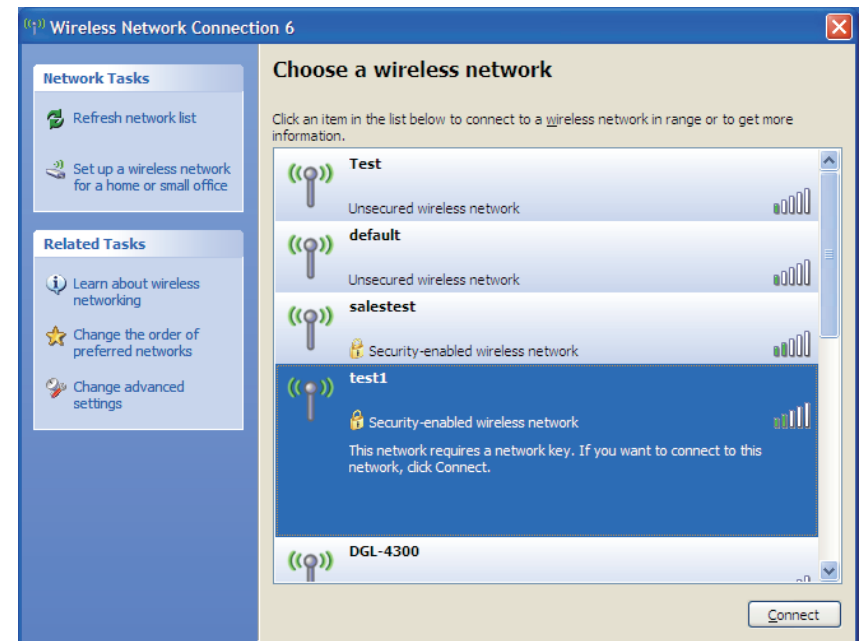 Wireless Network Connection 6
Network Tasks
Refresh network list
Set up a wireless network
for a home or small office
Related Tasks
Learn about wireless
networking
Change the order of
preferred networks
Change advanced
settings
Choose a wireless network
Click an item in the list below to connect to a wireless network in range or to get more
information.
Test
Unsecured wireless network
default
Unsecured wireless network
salestest
Security-enabled wireless network
test1
Security-enabled wireless network
This network requires a network key. If you want to connect to this
network, click Connect.
DGL-4300
Connect